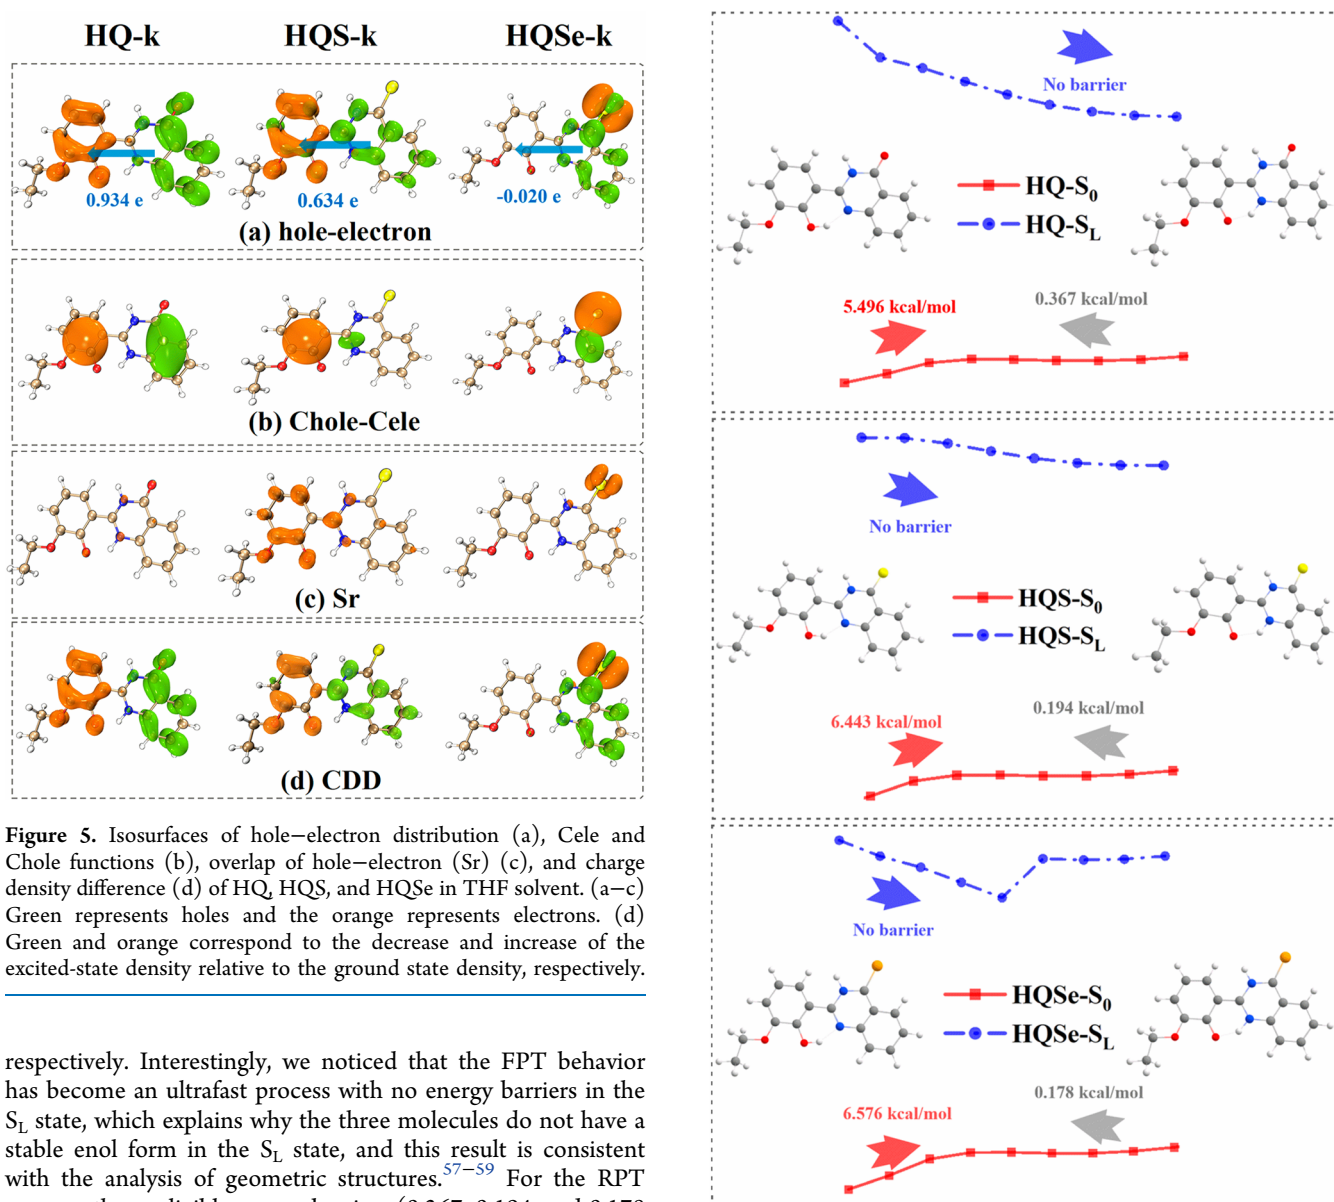 HQ-k HQS-k HQSe-k
0.934 e 0.634 e -0.020 e
(a) hole-electron
(b) Chole-Cele
(c) Sr
(d) CDD
Figure 5. Isosurfaces of hole−electron distribution (a), Cele and
Chole functions (b), overlap of hole−electron (Sr) (c), and charge
density difference (d) of HQ, HQS, and HQSe in THF solvent. (a−c)
Green represents holes and the orange represents electrons. (d)
Green and orange correspond to the decrease and increase of the
excited-state density relative to the ground state density, respectively.
respectively. Interestingly, we noticed that the FPT behavior
has become an ultrafast process with no energy barriers in the
S_L state, which explains why the three molecules do not have a
stable enol form in the S_L state, and this result is consistent
with the analysis of geometric structures.57−59 For the RPT
No barrier
HQ-S0
HQ-SL
5.496 kcal/mol 0.367 kcal/mol
No barrier
HQS-S0
HQS-SL
6.443 kcal/mol 0.194 kcal/mol
No barrier
HQSe-S0
HQSe-SL
6.576 kcal/mol 0.178 kcal/mol